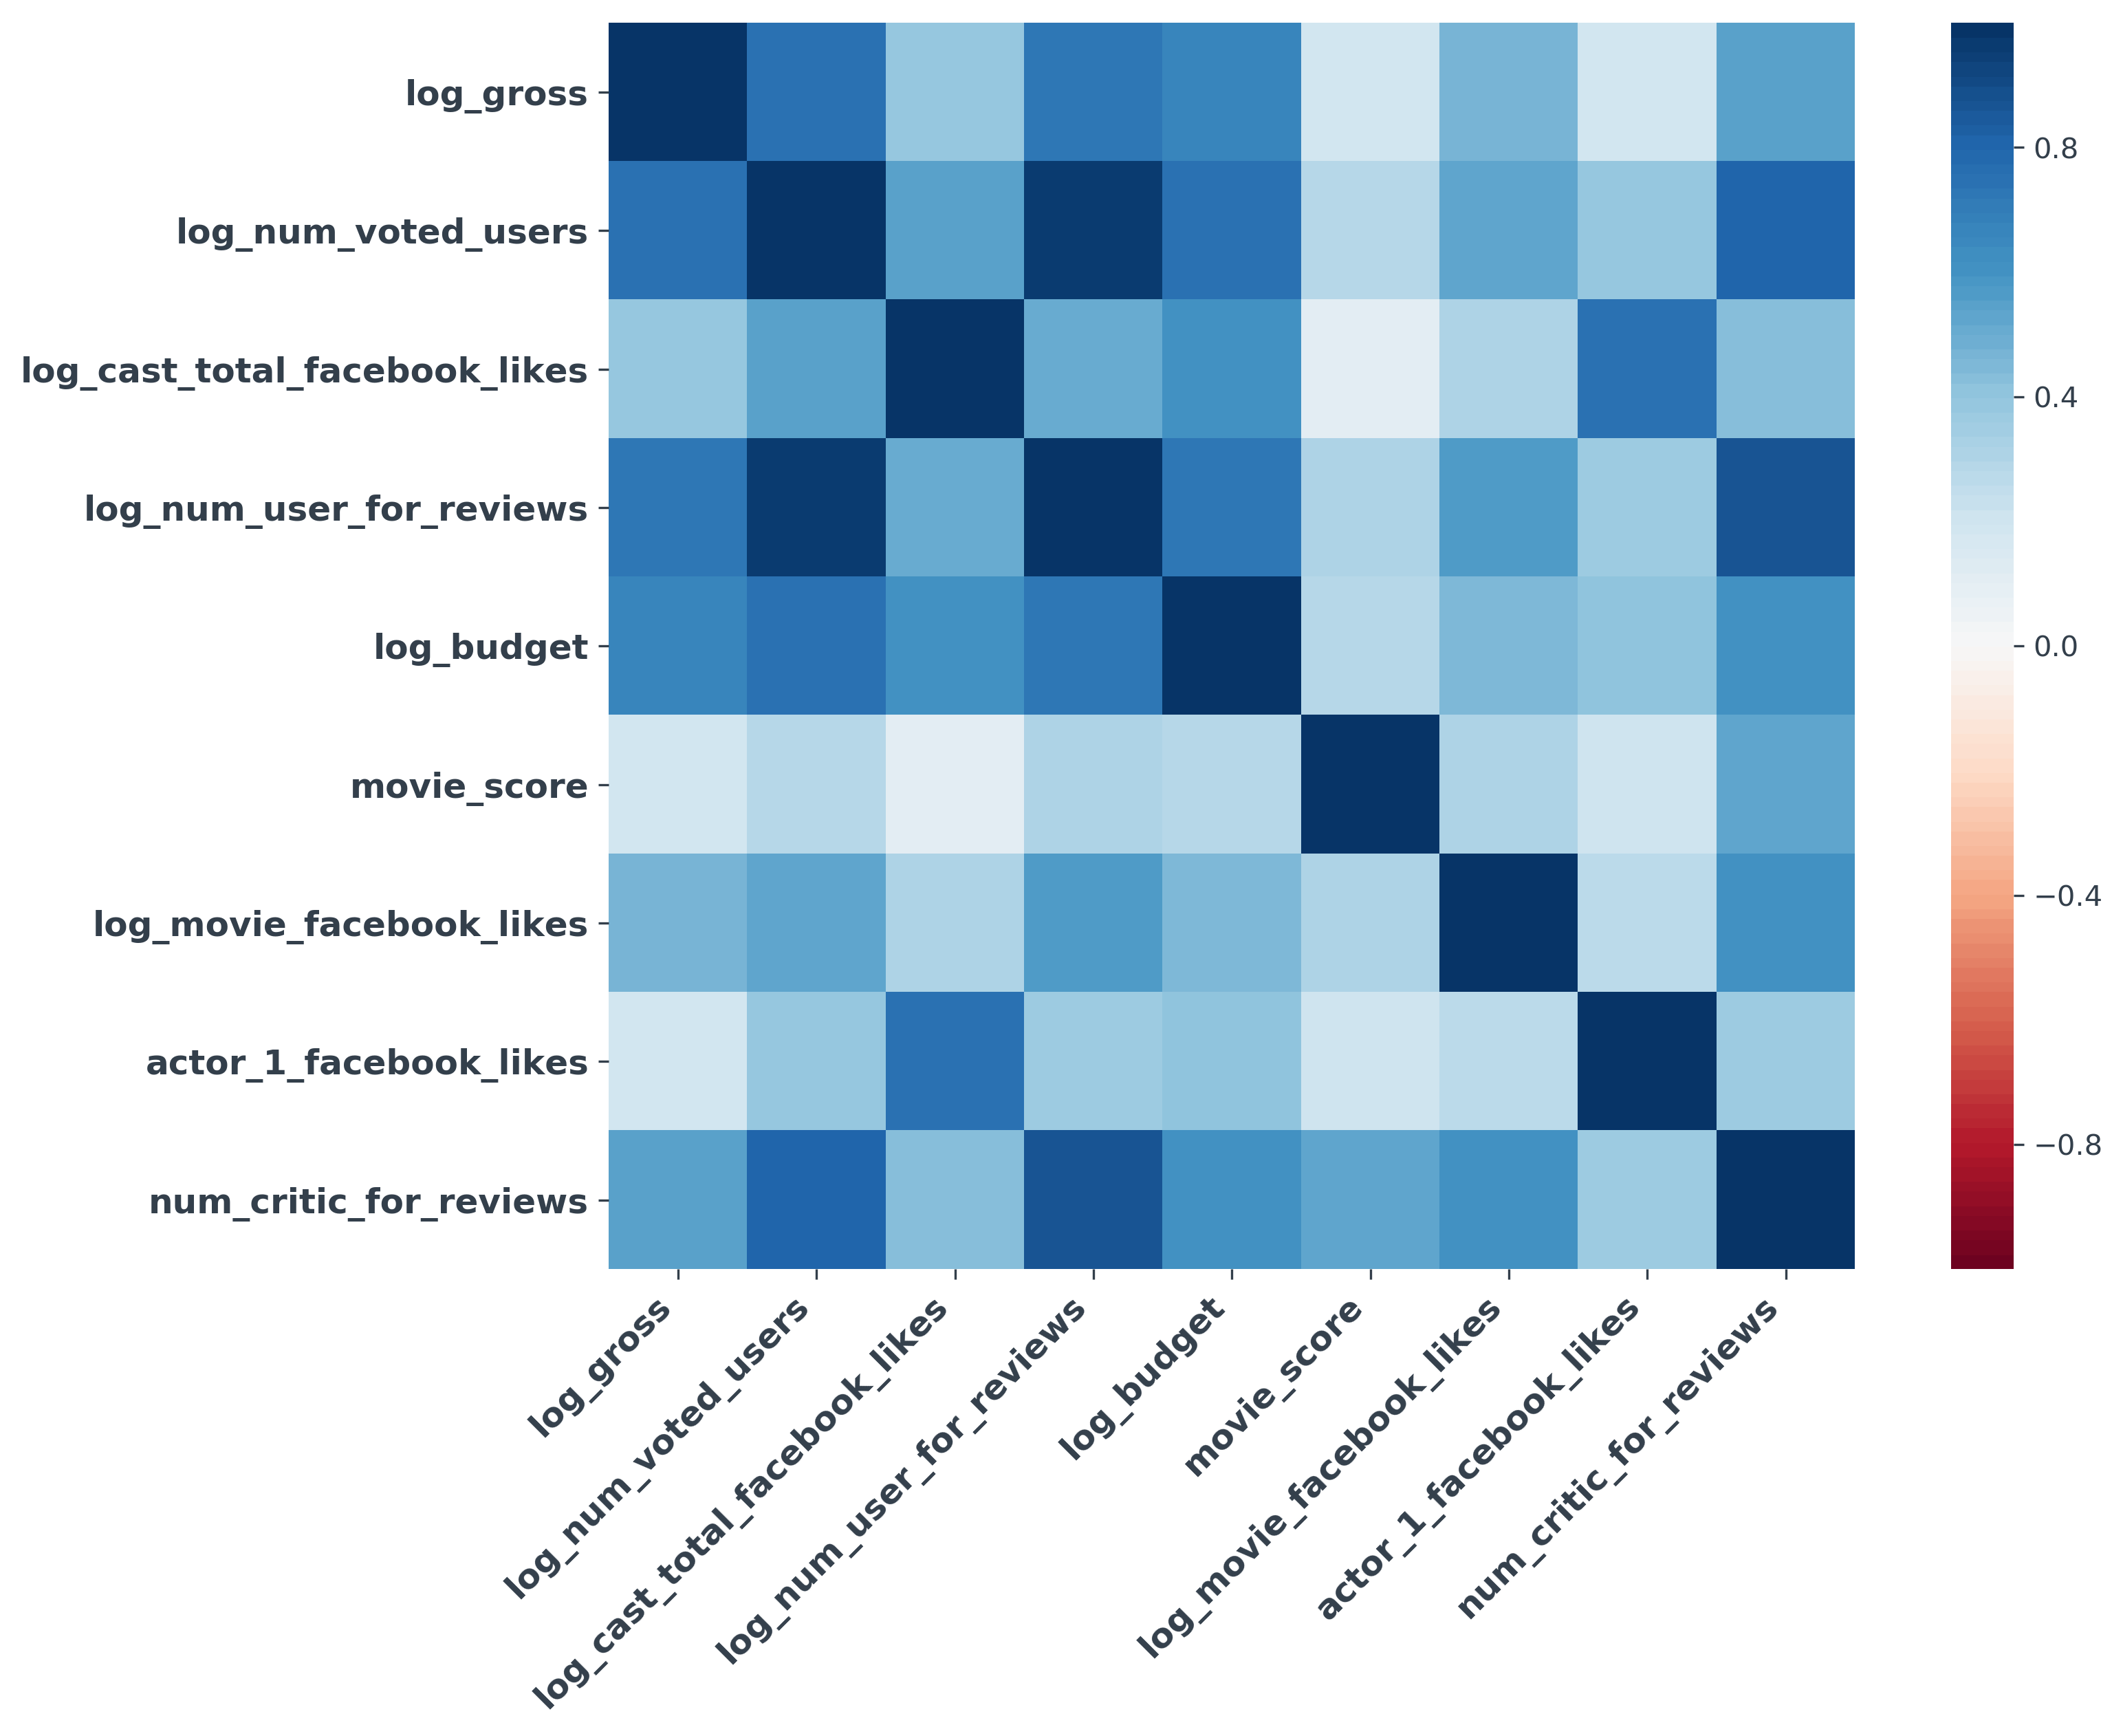 log_gross
log_num_voted_users
log_cast_total_facebook_likes
log_num_user_for_reviews
log_budget
movie_score
log_movie_facebook_likes
actor_1_facebook_likes
num_critic_for_reviews
0.8
0.4
0.0
−0.4
−0.8
log_gross
log_num_voted_users
log_cast_total_facebook_likes
log_num_user_for_reviews
log_budget
movie_score
log_movie_facebook_likes
actor_1_facebook_likes
num_critic_for_reviews